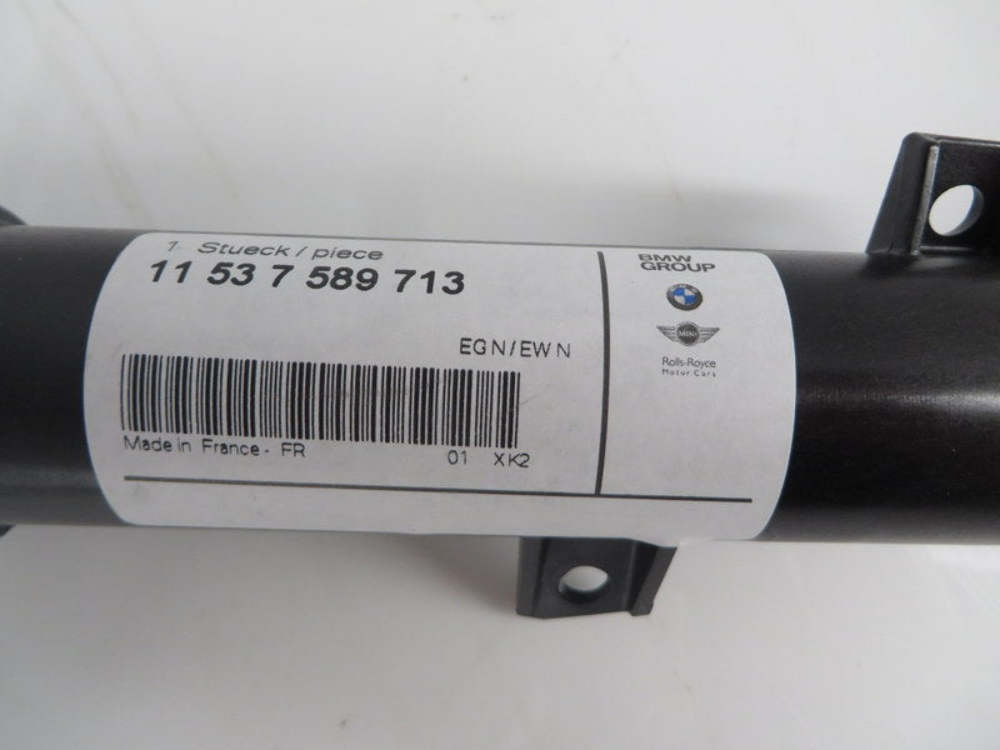 1 Stueck / piece
11 53 7 589 713
EGN/EWN
Made in France - FR
01 XK2
BMW
GROUP
MINI
Rolls-Royce
Motor Cars